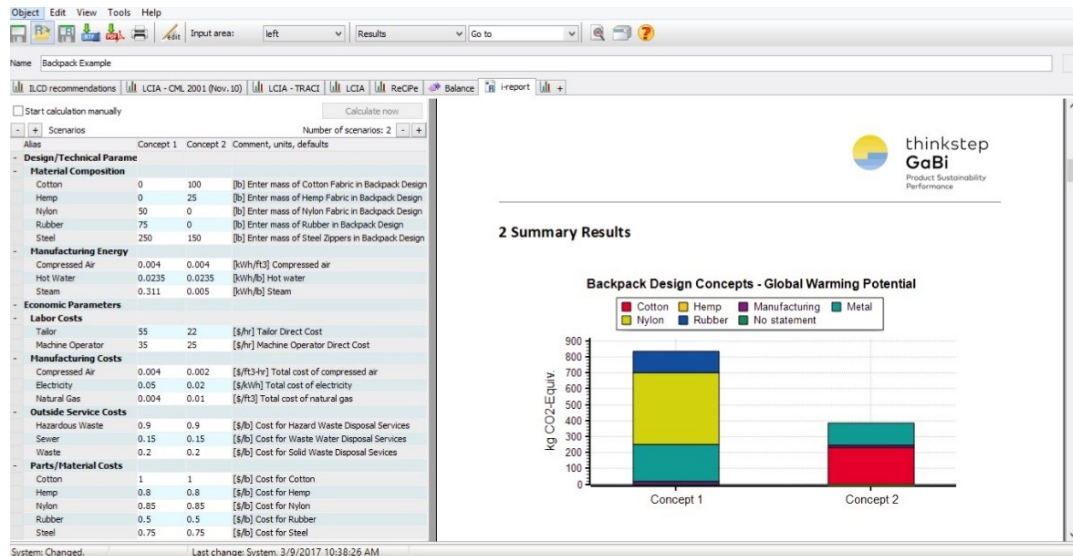 Object Edit View Tools Help
edit Input area: left Results Go to
Name Backpack Example
ILCD recommendations LCIA - CML 2001 (Nov. 10) LCIA - TRACI LCIA ReCiPe Balance i-report +
Start calculation manually Calculate now
- + Scenarios Number of scenarios: 2 - +
Alias Concept 1 Concept 2 Comment, units, defaults
- Design/Technical Parame
- Material Composition
Cotton 0 100 [lb] Enter mass of Cotton Fabric in Backpack Design
Hemp 0 25 [lb] Enter mass of Hemp Fabric in Backpack Design
Nylon 50 0 [lb] Enter mass of Nylon Fabric in Backpack Design
Rubber 75 0 [lb] Enter mass of Rubber in Backpack Design
Steel 250 150 [lb] Enter mass of Steel Zippers in Backpack Design
- Manufacturing Energy
Compressed Air 0.004 0.004 [kWh/ft3] Compressed air
Hot Water 0.0235 0.0235 [kWh/lb] Hot water
Steam 0.311 0.005 [kWh/lb] Steam
- Economic Parameters
- Labor Costs
Tailor 55 22 [$/hr] Tailor Direct Cost
Machine Operator 35 25 [$/hr] Machine Operator Direct Cost
- Manufacturing Costs
Compressed Air 0.004 0.002 [$/ft3-hr] Total cost of compressed air
Electricity 0.05 0.02 [$/kWh] Total cost of electricity
Natural Gas 0.004 0.01 [$/ft3] Total cost of natural gas
- Outside Service Costs
Hazardous Waste 0.9 0.9 [$/lb] Cost for Hazard Waste Disposal Services
Sewer 0.15 0.15 [$/lb] Cost for Waste Water Disposal Services
Waste 0.2 0.2 [$/lb] Cost for Solid Waste Disposal Sevices
- Parts/Material Costs
Cotton 1 1 [$/lb] Cost for Cotton
Hemp 0.8 0.8 [$/lb] Cost for Hemp
Nylon 0.85 0.85 [$/lb] Cost for Nylon
Rubber 0.5 0.5 [$/lb] Cost for Rubber
Steel 0.75 0.75 [$/lb] Cost for Steel
thinkstep
GaBi
Product Sustainability
Performance
2 Summary Results
Backpack Design Concepts - Global Warming Potential
Cotton Hemp Manufacturing Metal
Nylon Rubber No statement
kg CO2-Equiv.
900
800
700
600
500
400
300
200
100
0
Concept 1 Concept 2
System: Changed. Last change: System, 3/9/2017 10:38:26 AM